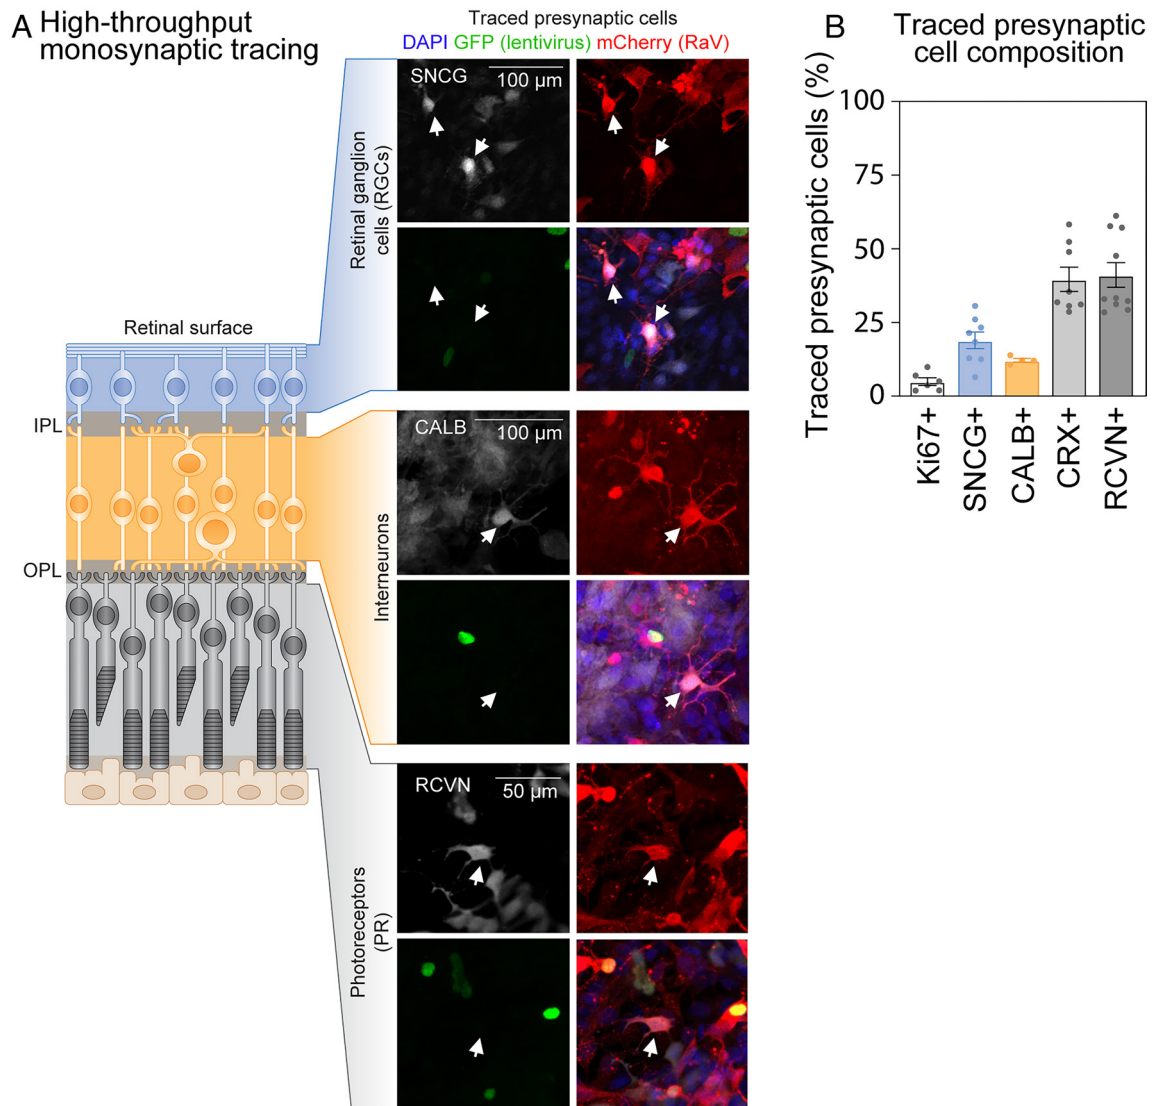 A High-throughput
monosynaptic tracing
Traced presynaptic cells
DAPI GFP (lentivirus) mCherry (RaV)
Retinal surface
IPL
OPL
Retinal ganglion
cells (RGCs)
SNCG
100 µm
Interneurons
CALB
100 µm
Photoreceptors
(PR)
RCVN
50 µm
B Traced presynaptic
cell composition
Traced presynaptic cells (%)
100
75
50
25
0
Ki67+
SNCG+
CALB+
CRX+
RCVN+